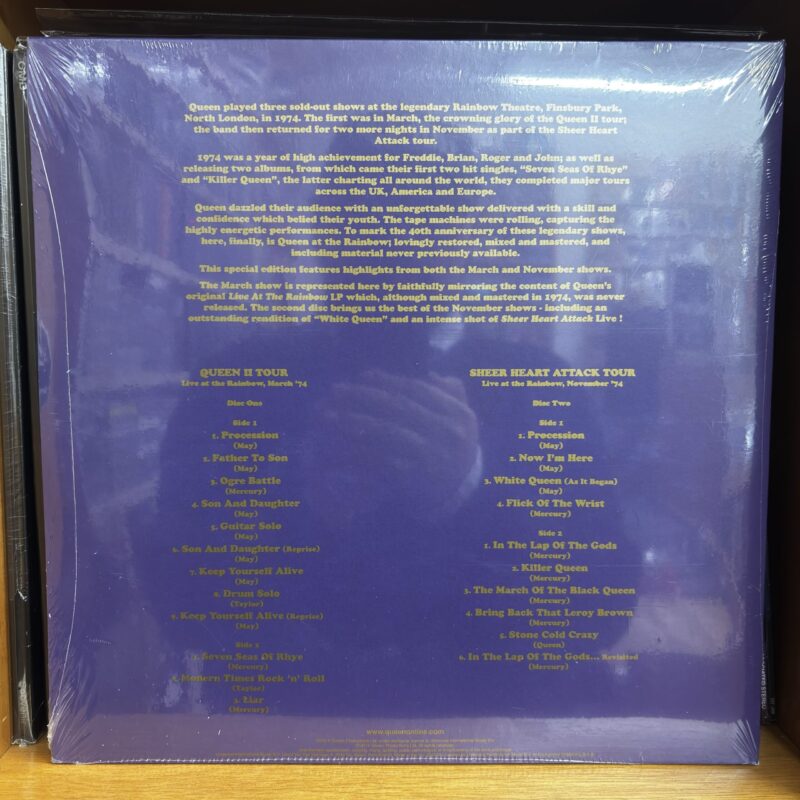 Queen played three sold-out shows at the legendary Rainbow Theatre, Finsbury Park,
North London, in 1974. The first was in March, the crowning glory of the Queen II tour;
the band then returned for two more nights in November as part of the Sheer Heart
Attack tour.
1974 was a year of high achievement for Freddie, Brian, Roger and John; as well as
releasing two albums, from which came their first two hit singles, “Seven Seas Of Rhye”
and “Killer Queen”, the latter charting all around the world, they completed major tours
across the UK, America and Europe.
Queen dazzled their audience with an unforgettable show delivered with a skill and
confidence which belied their youth. The tape machines were rolling, capturing the
highly energetic performances. To mark the 40th anniversary of these legendary shows,
here, finally, is Queen at the Rainbow; lovingly restored, mixed and mastered, and
including material never previously available.
This special edition features highlights from both the March and November shows.
The March show is represented here by faithfully mirroring the content of Queen’s
original Live At The Rainbow LP which, although mixed and mastered in 1974, was never
released. The second disc brings us the best of the November shows - including an
outstanding rendition of “White Queen” and an intense shot of Sheer Heart Attack Live !
QUEEN II TOUR
Live at the Rainbow, March ’74
Disc One
Side 1
1. Procession
(May)
2. Father To Son
(May)
3. Ogre Battle
(Mercury)
4. Son And Daughter
(May)
5. Guitar Solo
(May)
6. Son And Daughter (Reprise)
(May)
7. Keep Yourself Alive
(May)
8. Drum Solo
(Taylor)
9. Keep Yourself Alive (Reprise)
(May)
Side 2
1. Seven Seas Of Rhye
(Mercury)
2. Modern Times Rock ’n’ Roll
(Taylor)
3. Liar
(Mercury)
SHEER HEART ATTACK TOUR
Live at the Rainbow, November ’74
Disc Two
Side 1
1. Procession
(May)
2. Now I’m Here
(May)
3. White Queen (As It Began)
(May)
4. Flick Of The Wrist
(Mercury)
Side 2
1. In The Lap Of The Gods
(Mercury)
2. Killer Queen
(Mercury)
3. The March Of The Black Queen
(Mercury)
4. Bring Back That Leroy Brown
(Mercury)
5. Stone Cold Crazy
(Queen)
6. In The Lap Of The Gods... Revisited
(Mercury)
www.queenonline.com